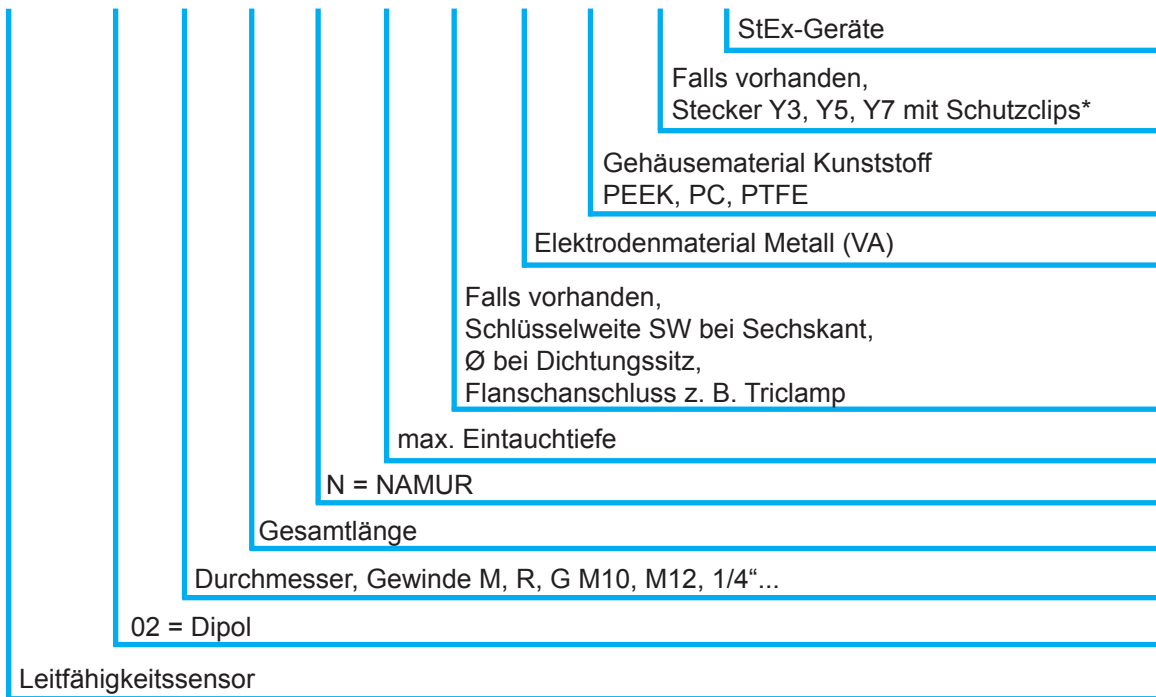 StEx-Geräte
Falls vorhanden,
Stecker Y3, Y5, Y7 mit Schutzclips*
Gehäusematerial Kunststoff
PEEK, PC, PTFE
Elektrodenmaterial Metall (VA)
Falls vorhanden,
Schlüsselweite SW bei Sechskant,
Ø bei Dichtungssitz,
Flanschanschluss z. B. Triclamp
max. Eintauchtiefe
N = NAMUR
Gesamtlänge
Durchmesser, Gewinde M, R, G M10, M12, 1/4“...
02 = Dipol
Leitfähigkeitssensor